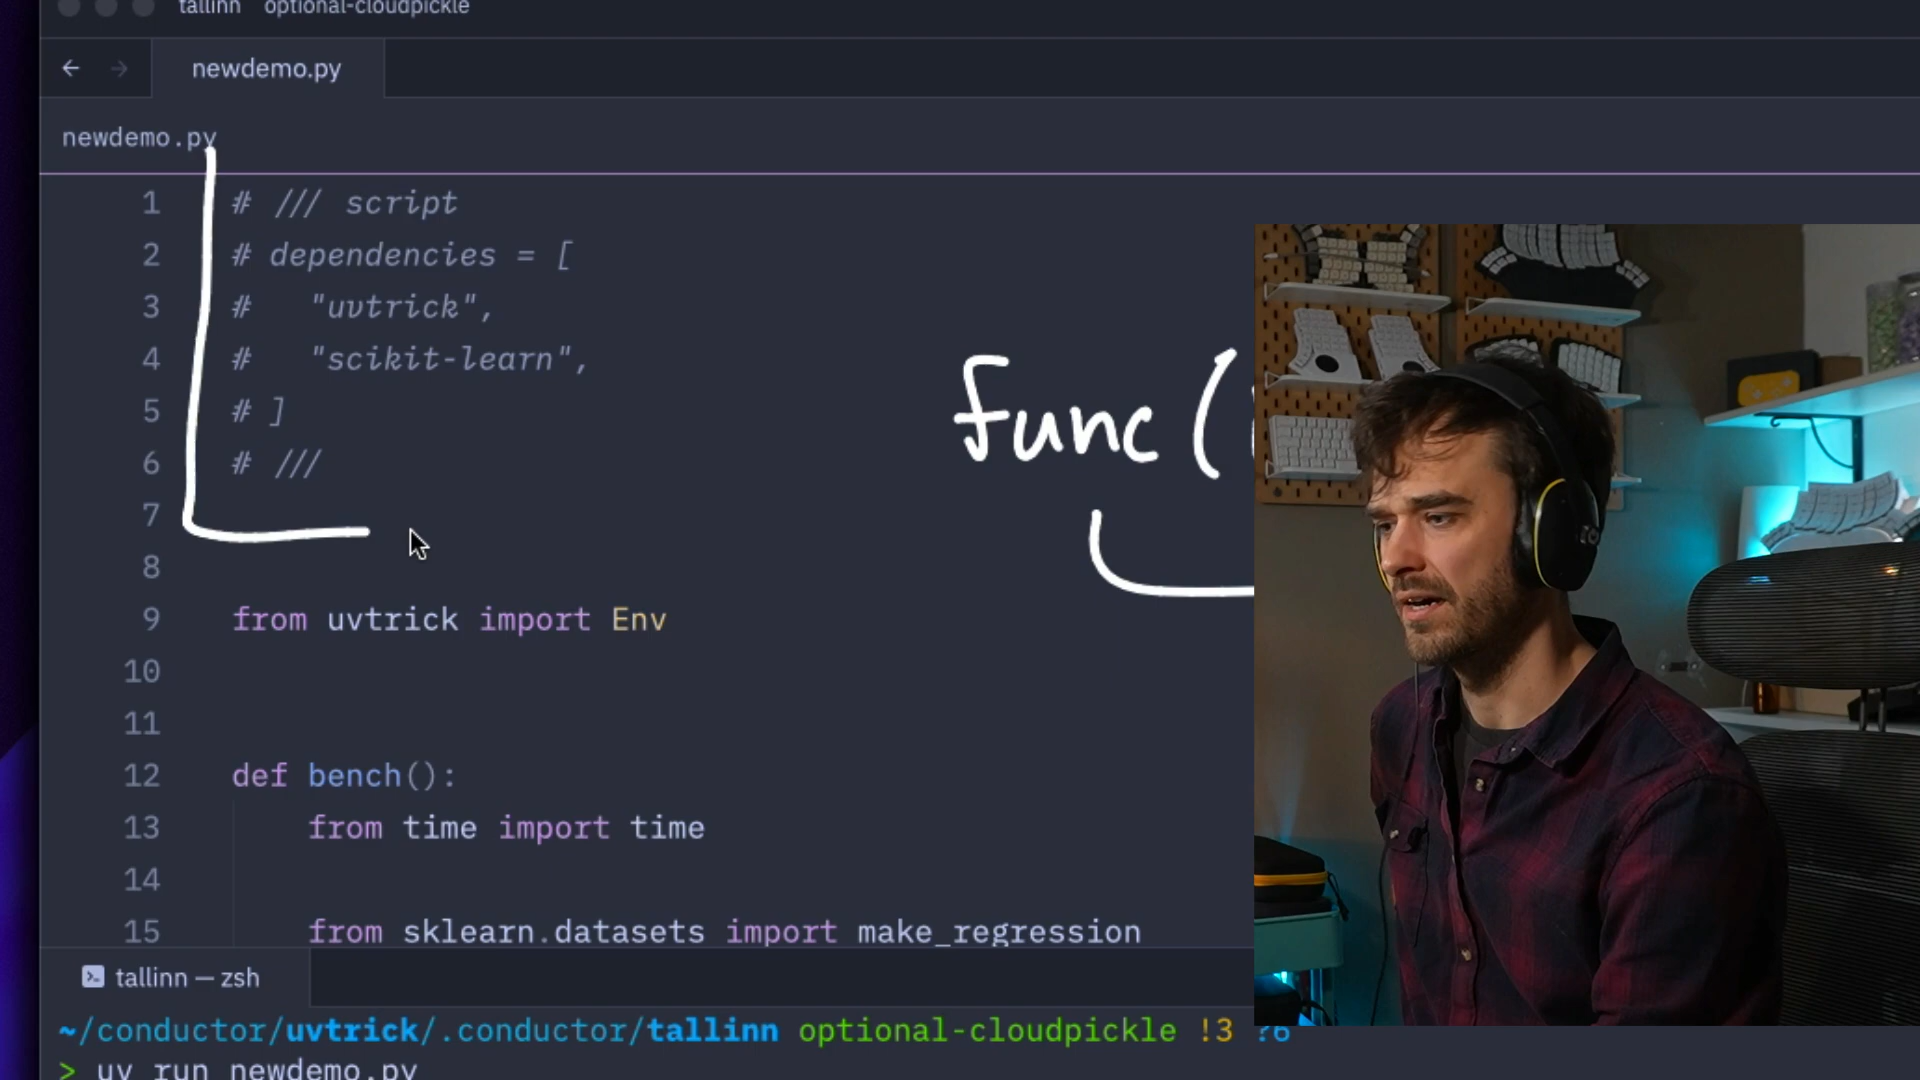 tallinn optional-cloudpickle
newdemo.py
newdemo.py
1 # /// script
2 # dependencies = [
3 #   "uvtrick",
4 #   "scikit-learn",
5 # ]
6 # ///
7
8
9 from uvtrick import Env
10
11
12 def bench():
13     from time import time
14
15     from sklearn.datasets import make_regression
func(
tallinn — zsh
~/conductor/uvtrick/.conductor/tallinn optional-cloudpickle !3 ?6
> uv run newdemo.py